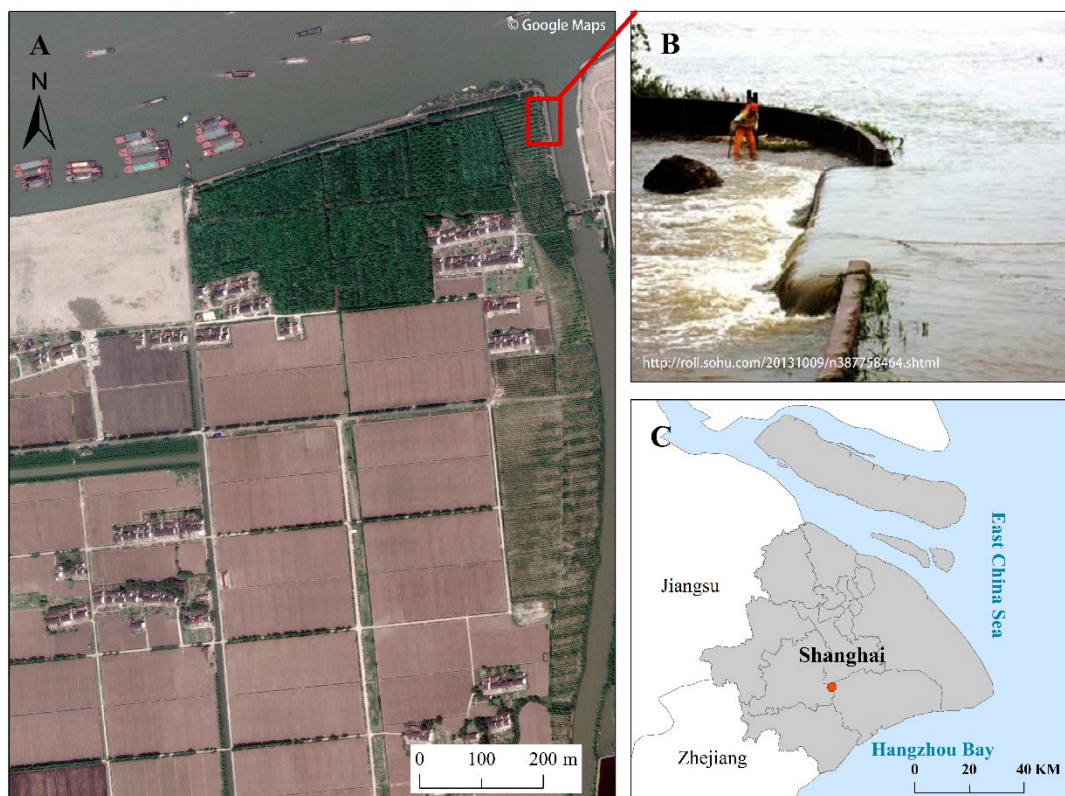 © Google Maps
A
N
0 100 200 m
B
http://roll.sohu.com/20131009/n387758464.shtml
C
East China Sea
Jiangsu
Shanghai
Zhejiang
Hangzhou Bay
0 20 40 KM